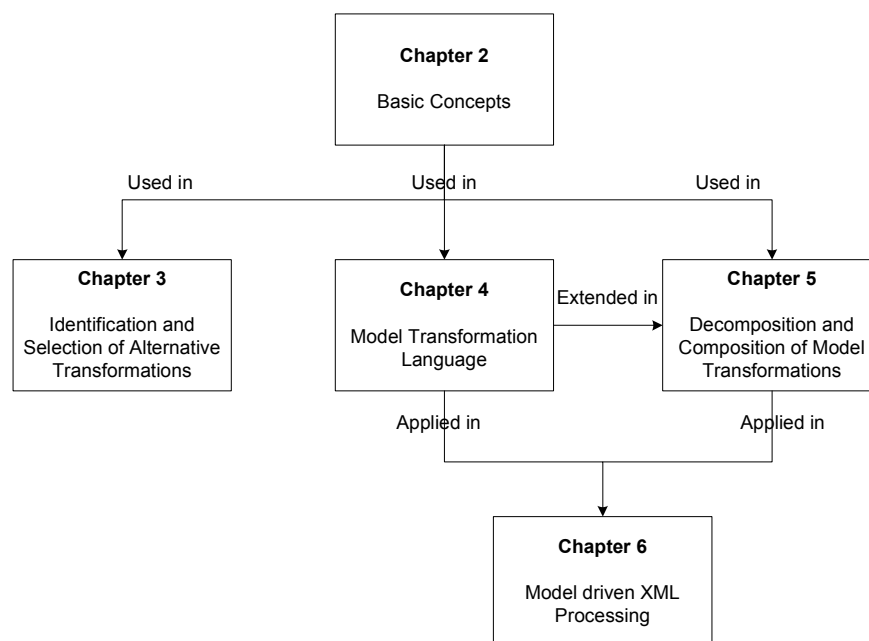 Chapter 2
Basic Concepts
Used in
Used in
Used in
Chapter 3
Identification and
Selection of Alternative
Transformations
Chapter 4
Model Transformation
Language
Extended in
Chapter 5
Decomposition and
Composition of Model
Transformations
Applied in
Applied in
Chapter 6
Model driven XML
Processing